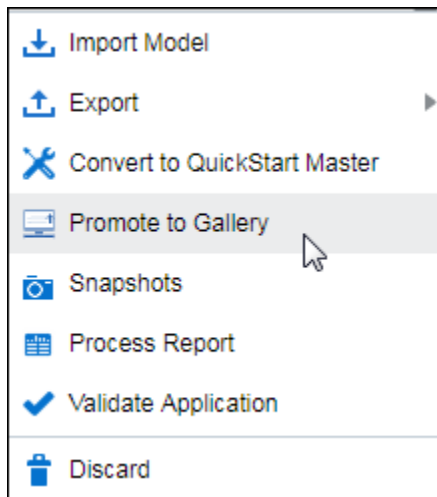 Import Model
Export
Convert to QuickStart Master
Promote to Gallery
Snapshots
Process Report
Validate Application
Discard